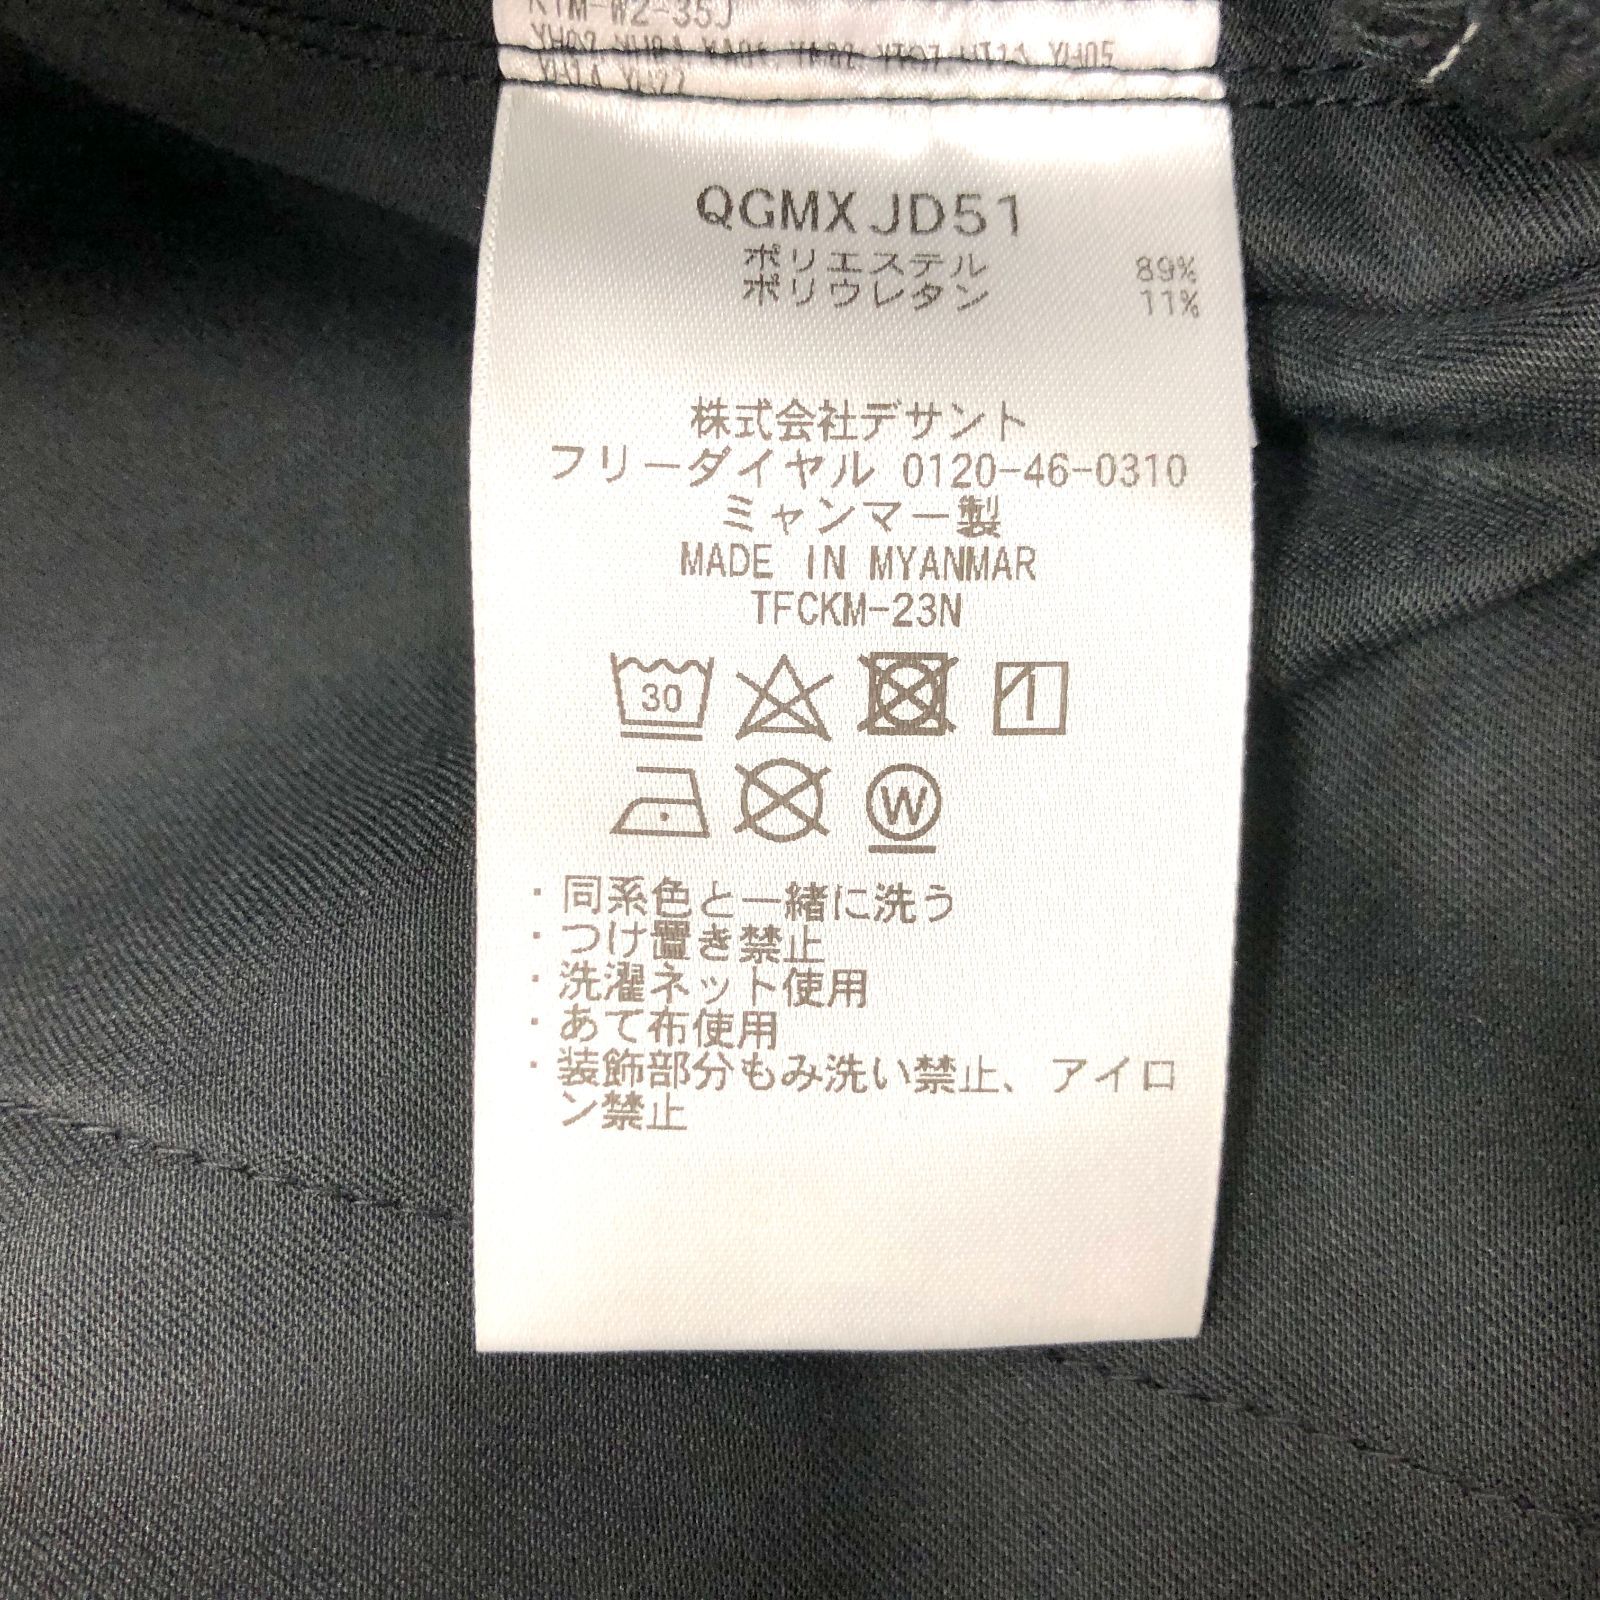 KTM-W2-35J
QGMXJD51
ポリエステル 89%
ポリウレタン 11%
株式会社デサント
フリーダイヤル 0120-46-0310
ミャンマー製
MADE IN MYANMAR
TFCKM-23N
30
W
・同系色と一緒に洗う
・つけ置き禁止
・洗濯ネット使用
・あて布使用
・装飾部分もみ洗い禁止、アイロ
ン禁止